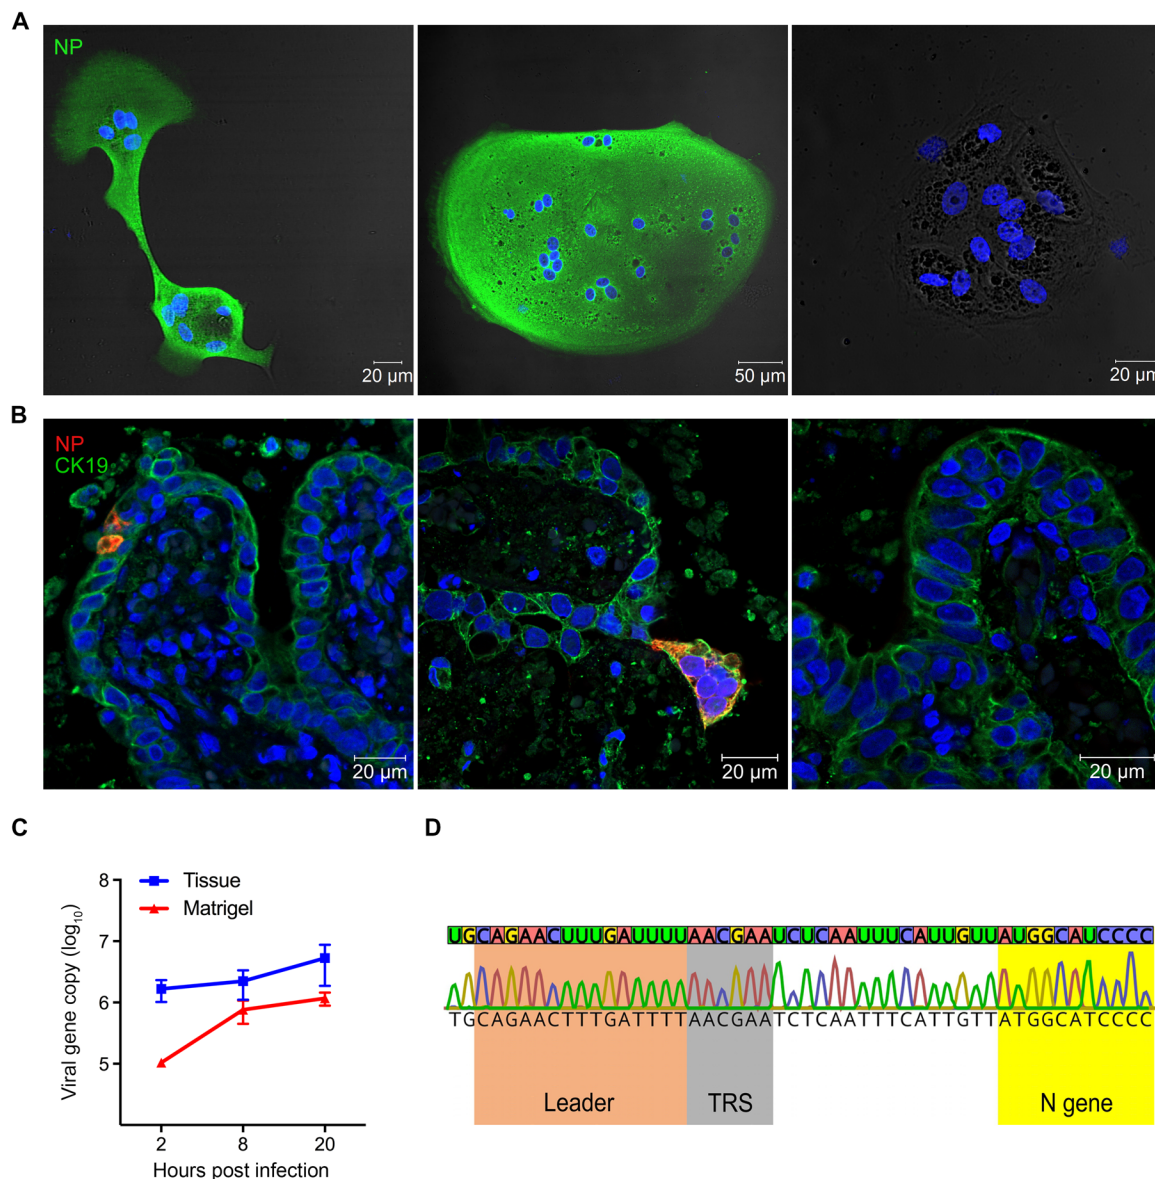 A
NP
20 μm
50 μm
20 μm
B
NP
CK19
20 μm
20 μm
20 μm
C
Viral gene copy (log10)
8
7
6
5
Tissue
Matrigel
2
8
20
Hours post infection
D
UGCAGAACUUUGAUUUUAACGAAUCUCAAUUUCAUUGUUAUGGCAUCCCC
TGCAGAACTTTGATTTTAACGAATCTCAATTTCATTGTTATGGCATCCCC
Leader
TRS
N gene